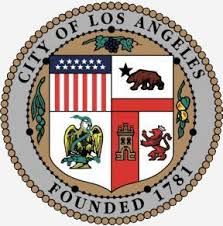 CITY OF LOS ANGELES
FOUNDED 1781